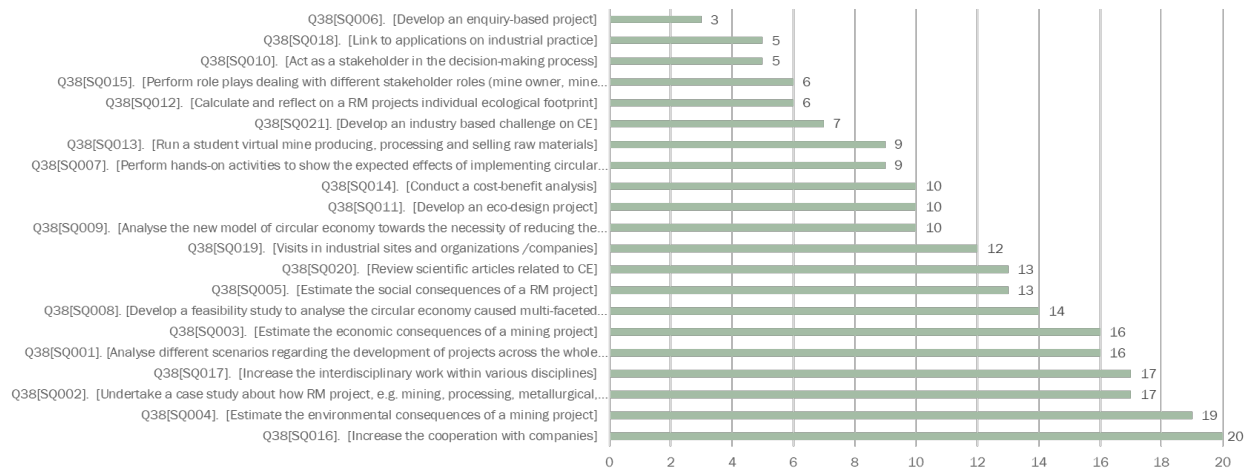 Q38[SQ006]. [Develop an enquiry-based project] 3
Q38[SQ018]. [Link to applications on industrial practice] 5
Q38[SQ010]. [Act as a stakeholder in the decision-making process] 5
Q38[SQ015]. [Perform role plays dealing with different stakeholder roles (mine owner, mine... 6
Q38[SQ012]. [Calculate and reflect on a RM projects individual ecological footprint] 6
Q38[SQ021]. [Develop an industry based challenge on CE] 7
Q38[SQ013]. [Run a student virtual mine producing, processing and selling raw materials] 9
Q38[SQ007]. [Perform hands-on activities to show the expected effects of implementing circular... 9
Q38[SQ014]. [Conduct a cost-benefit analysis] 10
Q38[SQ011]. [Develop an eco-design project] 10
Q38[SQ009]. [Analyse the new model of circular economy towards the necessity of reducing the... 10
Q38[SQ019]. [Visits in industrial sites and organizations /companies] 12
Q38[SQ020]. [Review scientific articles related to CE] 13
Q38[SQ005]. [Estimate the social consequences of a RM project] 13
Q38[SQ008]. [Develop a feasibility study to analyse the circular economy caused multi-faceted... 14
Q38[SQ003]. [Estimate the economic consequences of a mining project] 16
Q38[SQ001]. [Analyse different scenarios regarding the development of projects across the whole... 16
Q38[SQ017]. [Increase the interdisciplinary work within various disciplines] 17
Q38[SQ002]. [Undertake a case study about how RM project, e.g. mining, processing, metallurgical,... 17
Q38[SQ004]. [Estimate the environmental consequences of a mining project] 19
Q38[SQ016]. [Increase the cooperation with companies] 20
0 2 4 6 8 10 12 14 16 18 20